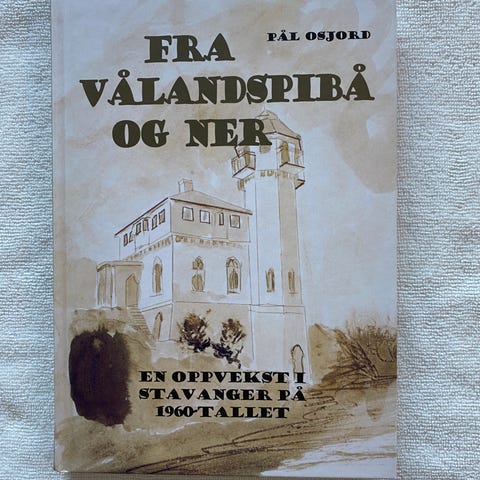 PÅL OSJORD
FRA
VÅLANDSPIBÅ
OG NER
EN OPPVEKST I
STAVANGER PÅ
1960-TALLET